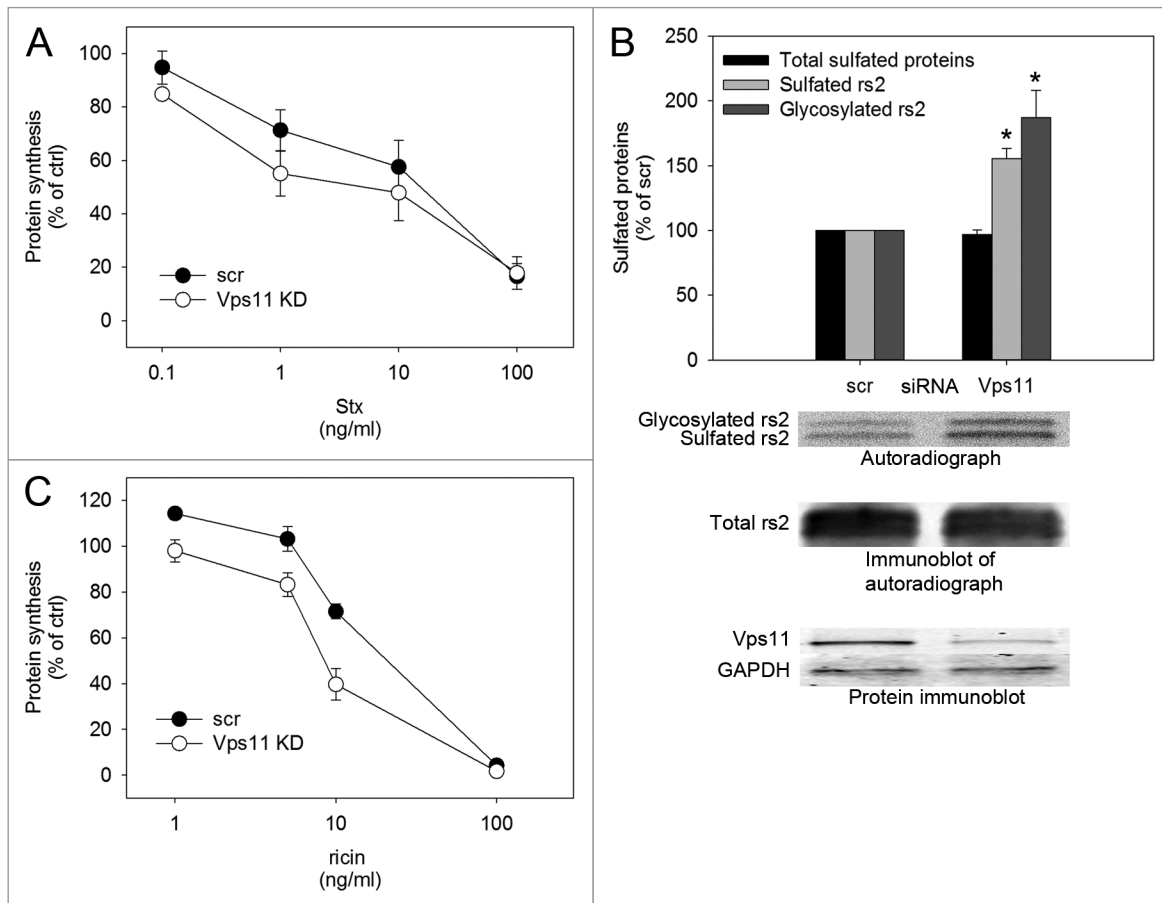 A
Protein synthesis
(% of ctrl)
100
80
60
40
20
0
scr
Vps11 KD
0.1
1
10
100
Stx
(ng/ml)
B
Sulfated proteins
(% of scr)
250
200
150
100
50
0
Total sulfated proteins
Sulfated rs2
Glycosylated rs2
*
*
scr siRNA Vps11
Glycosylated rs2
Sulfated rs2
Autoradiograph
Total rs2
Immunoblot of
autoradiograph
Vps11
GAPDH
Protein immunoblot
C
Protein synthesis
(% of ctrl)
120
100
80
60
40
20
0
scr
Vps11 KD
1
10
100
ricin
(ng/ml)